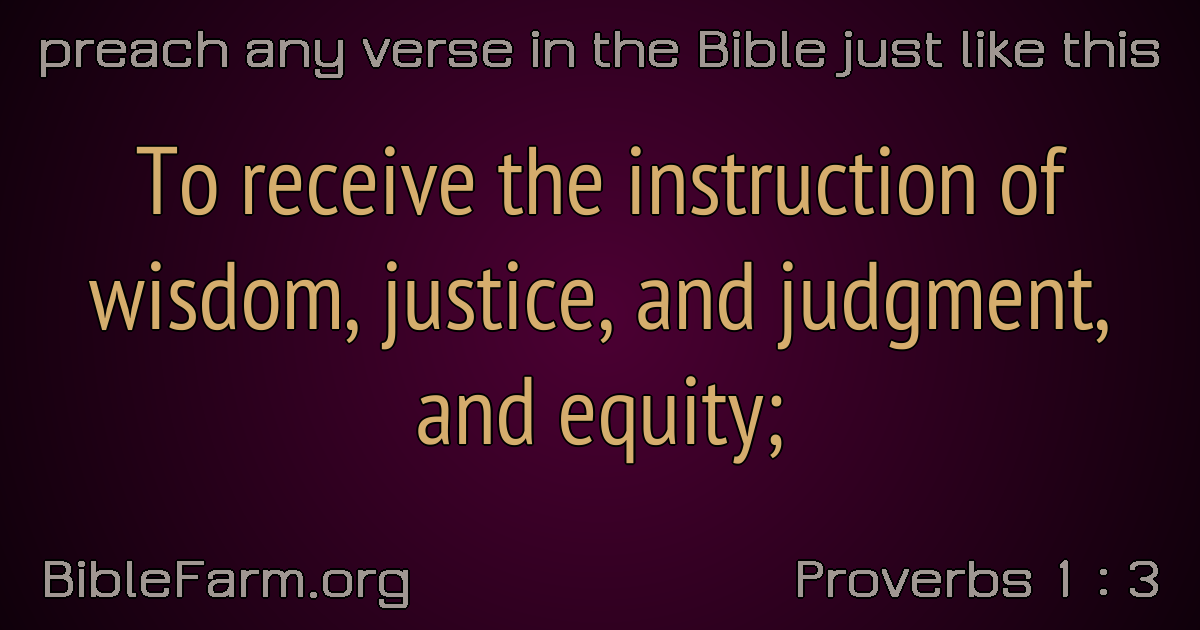 preach any verse in the Bible just like this
To receive the instruction of
wisdom, justice, and judgment,
and equity;
BibleFarm.org
Proverbs 1 : 3